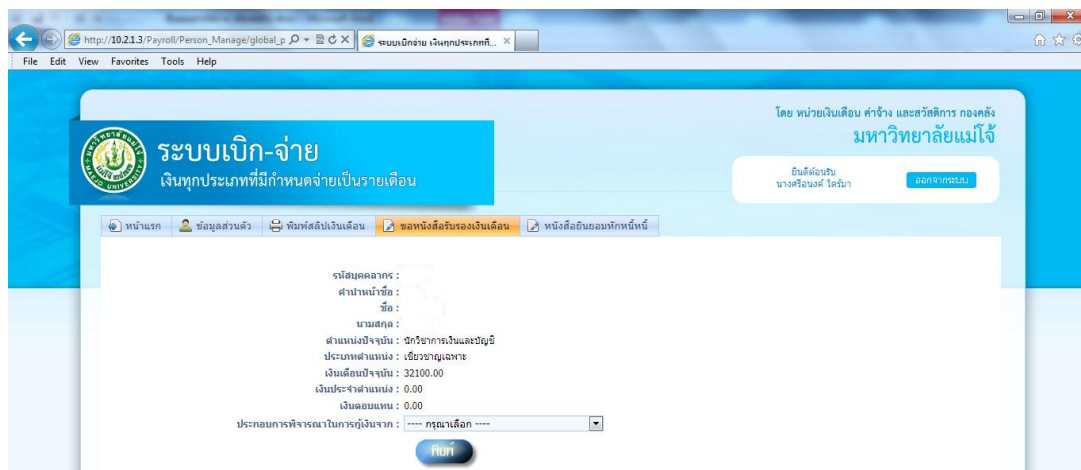 http://10.2.1.3/Payroll/Person_Manage/global_p
ระบบเบิกจ่าย เงินทุกประเภทที่...
File Edit View Favorites Tools Help
โดย หน่วยเงินเดือน ค่าจ้าง และสวัสดิการ กองคลัง
มหาวิทยาลัยแม่โจ้
ระบบเบิก-จ่าย
เงินทุกประเภทที่มีกำหนดจ่ายเป็นรายเดือน
ยินดีต้อนรับ
ออกจากระบบ
หน้าแรก ข้อมูลส่วนตัว พิมพ์สลิปเงินเดือน ขอหนังสือรับรองเงินเดือน หนังสือยินยอมหักหนี้หนี้
รหัสบุคคลากร :
คำนำหน้าชื่อ :
ชื่อ :
นามสกุล :
ตำแหน่งปัจจุบัน : นักวิชาการเงินและบัญชี
ประเภทตำแหน่ง : เชี่ยวชาญเฉพาะ
เงินเดือนปัจจุบัน : 32100.00
เงินประจำตำแหน่ง : 0.00
เงินตอบแทน : 0.00
ประกอบการพิจารณาในการกู้เงินจาก : ---- กรุณาเลือก ----
พิมพ์